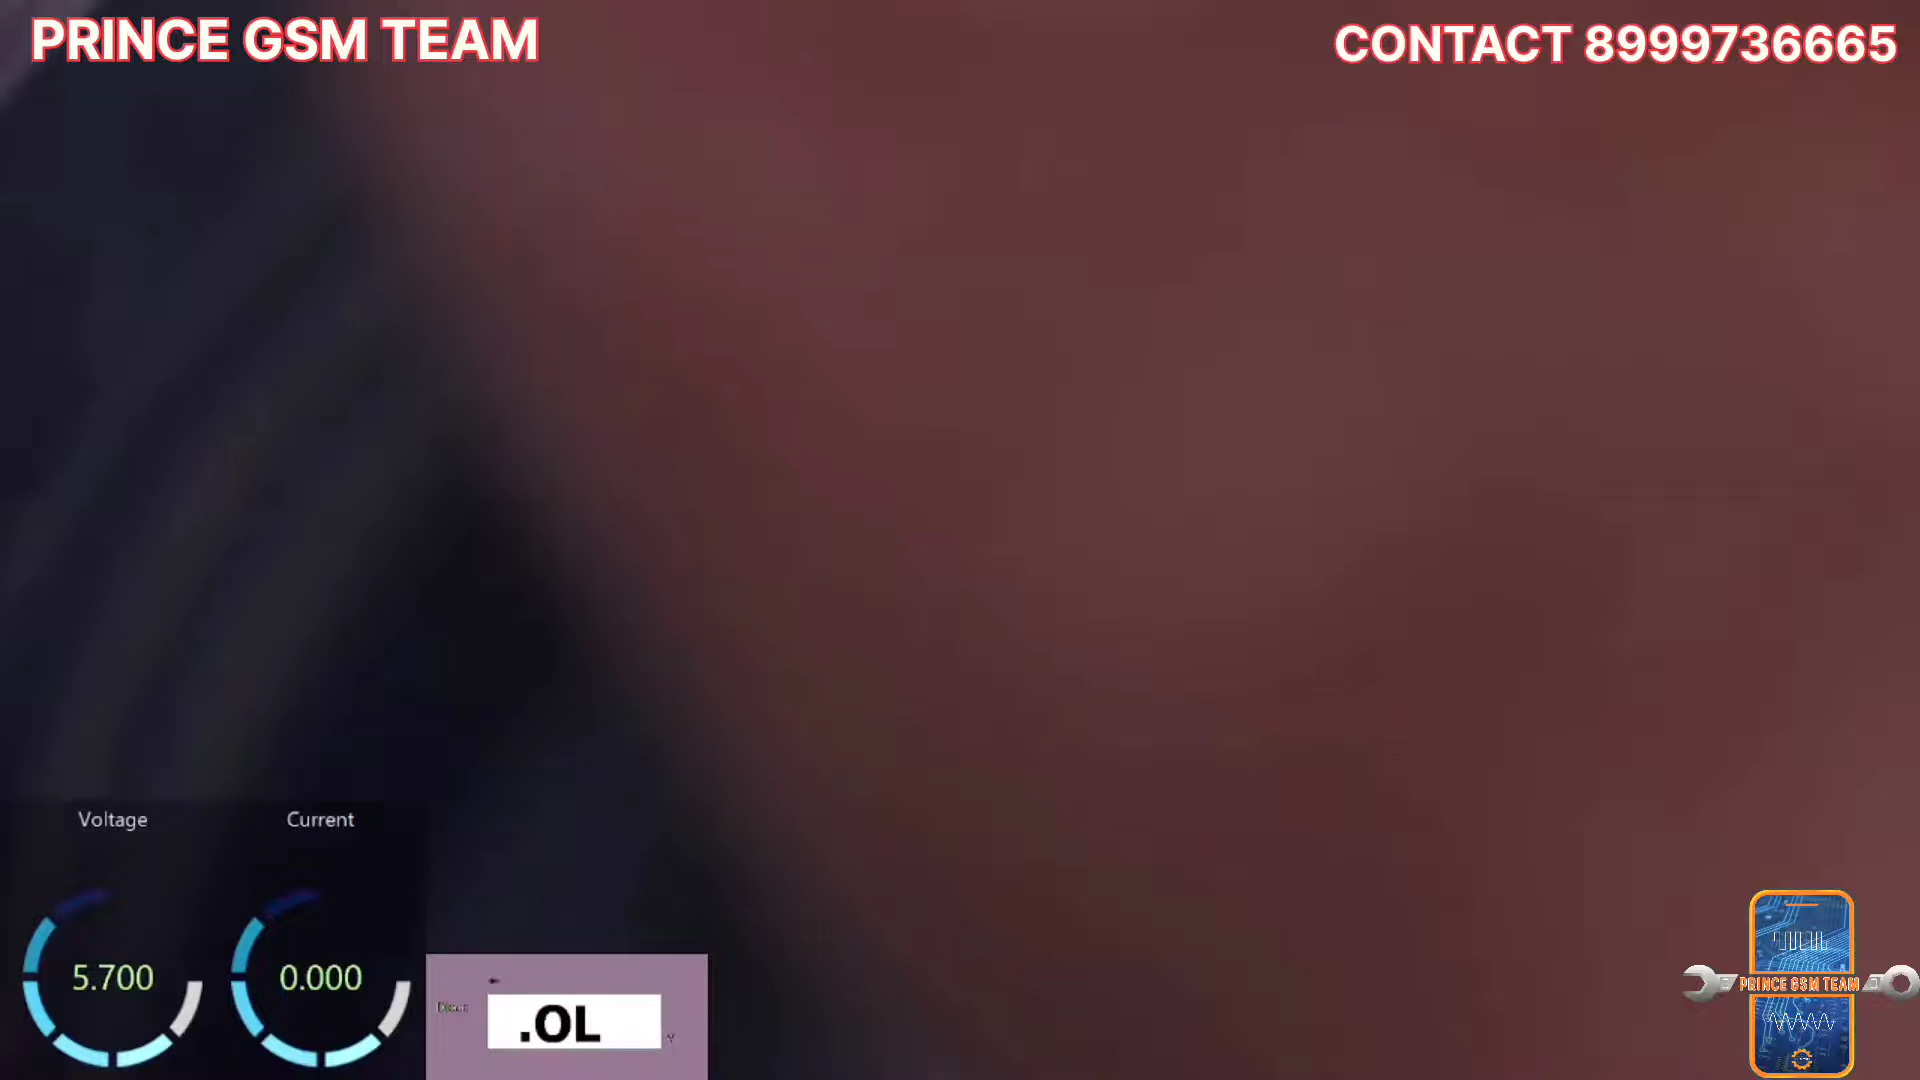 PRINCE GSM TEAM
CONTACT 8999736665
Voltage
Current
5.700
0.000
.OL
V
PRINCE GSM TEAM